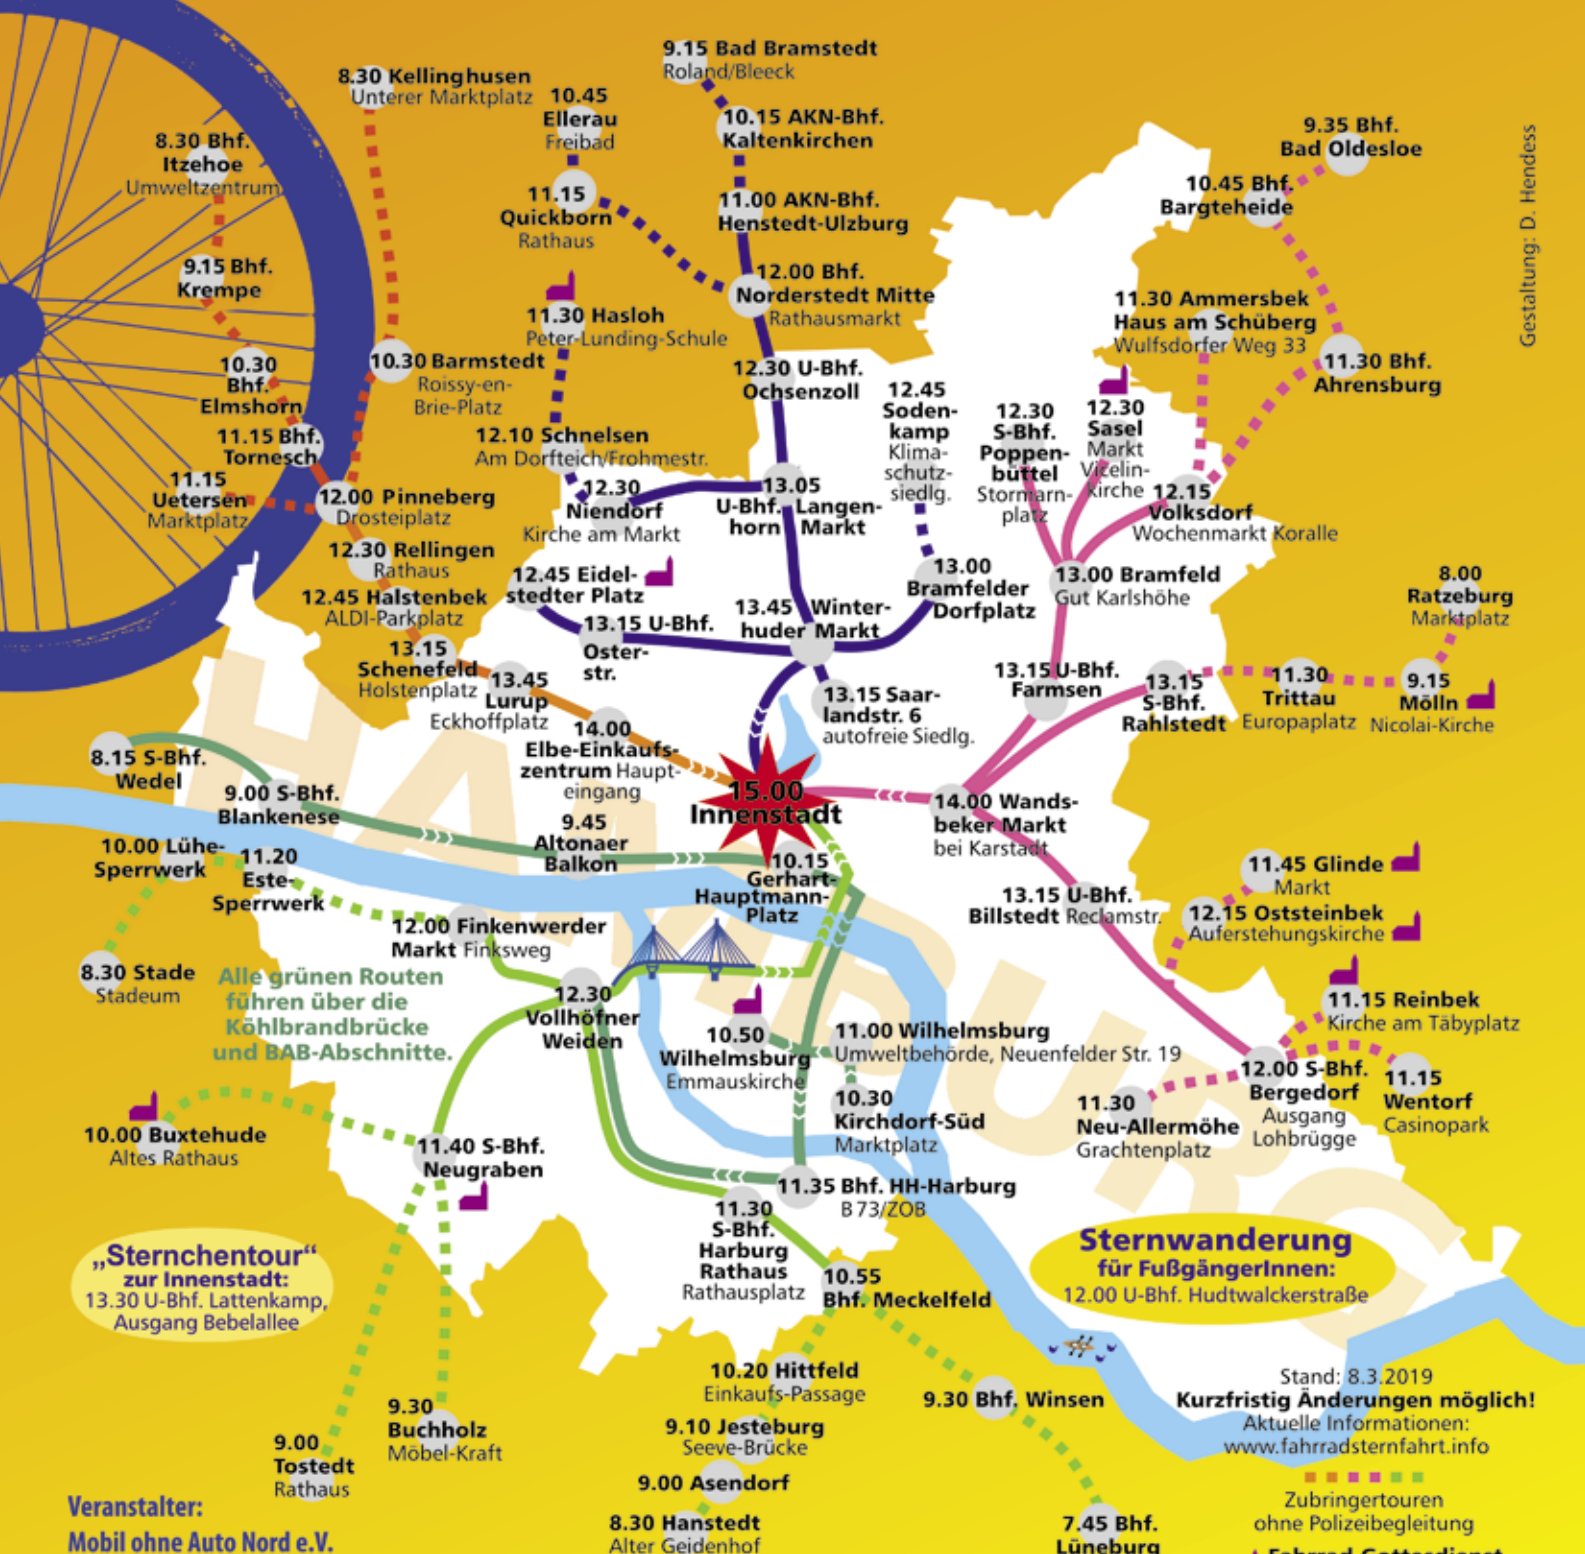 9.15 Bad Bramstedt
Roland/Bleeck
8.30 Kellinghusen
Unterer Marktplatz
10.45
Ellerau
Freibad
10.15 AKN-Bhf.
Kaltenkirchen
9.35 Bhf.
Bad Oldesloe
8.30 Bhf.
Itzehoe
Umweltzentrum
11.15
Quickborn
Rathaus
11.00 AKN-Bhf.
Henstedt-Ulzburg
10.45 Bhf.
Bargteheide
Gestaltung: D. Hendess
9.15 Bhf.
Krempe
12.00 Bhf.
Norderstedt Mitte
Rathausmarkt
11.30 Hasloh
Peter-Lunding-Schule
11.30 Ammersbek
Haus am Schüberg
Wulfsdorfer Weg 33
10.30
Bhf.
Elmshorn
10.30 Barmstedt
Roissy-en-
Brie-Platz
12.30 U-Bhf.
Ochsenzoll
11.30 Bhf.
Ahrensburg
12.45
Soden-
kamp
Klima-
schutz-
siedlg.
12.30
S-Bhf.
Poppen-
büttel
Stormarn-
platz
12.30
Sasel
Markt
Vicelin-
kirche
11.15 Bhf.
Tornesch
12.10 Schnelsen
Am Dorfteich/Frohmestr.
11.15
Uetersen
Marktplatz
12.00 Pinneberg
Drosteiplatz
12.30
Niendorf
Kirche am Markt
13.05
U-Bhf. Langen-
horn Markt
12.15
Volksdorf
Wochenmarkt Koralle
12.30 Rellingen
Rathaus
12.45 Eidel-
stedter Platz
13.00
Bramfelder
Dorfplatz
13.00 Bramfeld
Gut Karlshöhe
8.00
Ratzeburg
Marktplatz
12.45 Halstenbek
ALDI-Parkplatz
13.15 U-Bhf.
Oster-
str.
13.45 Winter-
huder Markt
13.15
Schenefeld
Holstenplatz
13.45
Lurup
Eckhoffplatz
13.15 Saar-
landstr. 6
autofreie Siedlg.
13.15 U-Bhf.
Farmsen
13.15
S-Bhf.
Rahlstedt
11.30
Trittau
Europaplatz
9.15
Mölln
Nicolai-Kirche
14.00
Elbe-Einkaufs-
zentrum Haupt-
eingang
8.15 S-Bhf.
Wedel
9.00 S-Bhf.
Blankenese
HAMBURG
15.00
Innenstadt
14.00 Wands-
beker Markt
bei Karstadt
9.45
Altonaer
Balkon
10.00 Lühe-
Sperrwerk
11.20
Este-
Sperrwerk
10.15
Gerhart-
Hauptmann-
Platz
11.45 Glinde
Markt
13.15 U-Bhf.
Billstedt Reclamstr.
12.15 Oststeinbek
Auferstehungskirche
12.00 Finkenwerder
Markt Finksweg
8.30 Stade
Stadeum
Alle grünen Routen
führen über die
Köhlbrandbrücke
und BAB-Abschnitte.
12.30
Vollhöfner
Weiden
10.50
Wilhelmsburg
Emmauskirche
11.00 Wilhelmsburg
Umweltbehörde, Neuenfelder Str. 19
11.15 Reinbek
Kirche am Täbyplatz
10.30
Kirchdorf-Süd
Marktplatz
11.30
Neu-Allermöhe
Grachtenplatz
12.00 S-Bhf.
Bergedorf
Ausgang
Lohbrügge
11.15
Wentorf
Casinopark
10.00 Buxtehude
Altes Rathaus
11.40 S-Bhf.
Neugraben
11.35 Bhf. HH-Harburg
B 73/ZOB
11.30
S-Bhf.
Harburg
Rathaus
Rathausplatz
„Sternchentour“
zur Innenstadt:
13.30 U-Bhf. Lattenkamp,
Ausgang Bebelallee
Sternwanderung
für FußgängerInnen:
12.00 U-Bhf. Hudtwalckerstraße
10.55
Bhf. Meckelfeld
10.20 Hittfeld
Einkaufs-Passage
9.30 Bhf. Winsen
Stand: 8.3.2019
Kurzfristig Änderungen möglich!
Aktuelle Informationen:
www.fahrradsternfahrt.info
9.30
Buchholz
Möbel-Kraft
9.10 Jesteburg
Seeve-Brücke
9.00
Tostedt
Rathaus
9.00 Asendorf
Zubringertouren
ohne Polizeibegleitung
Veranstalter:
Mobil ohne Auto Nord e.V.
8.30 Hanstedt
Alter Geidenhof
7.45 Bhf.
Lüneburg
Fahrrad-Gottesdienst